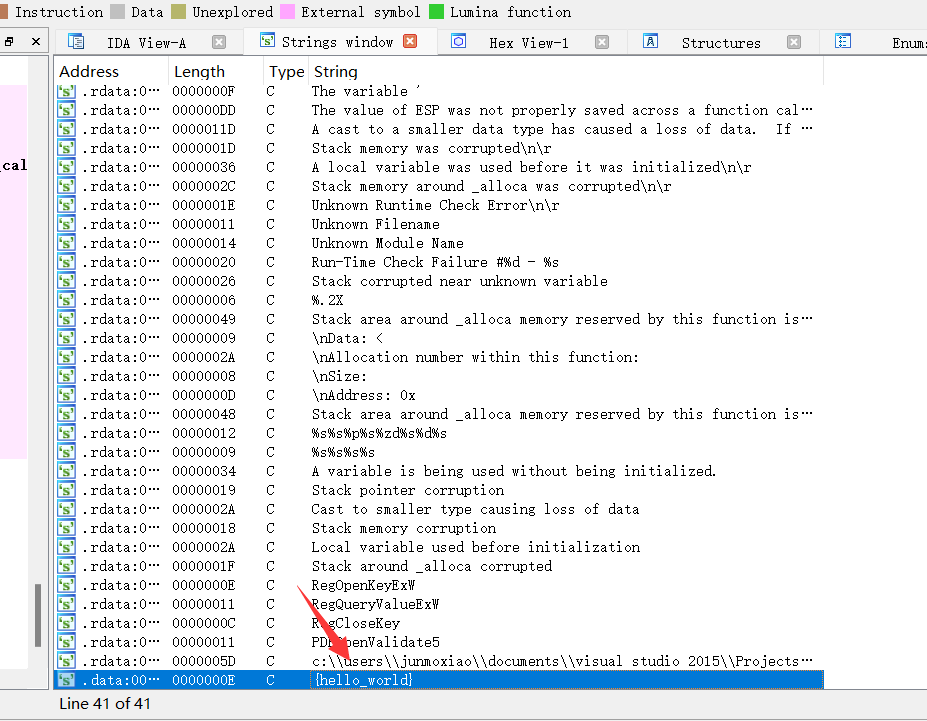 Instruction Data Unexplored External symbol Lumina function
IDA View-A Strings window Hex View-1 Structures Enums
Address Length Type String
.rdata:0… 0000000F C The variable '
.rdata:0… 000000DD C The value of ESP was not properly saved across a function cal…
.rdata:0… 0000011D C A cast to a smaller data type has caused a loss of data.  If …
.rdata:0… 0000001D C Stack memory was corrupted\n\r
_cal
.rdata:0… 00000036 C A local variable was used before it was initialized\n\r
.rdata:0… 0000002C C Stack memory around _alloca was corrupted\n\r
.rdata:0… 0000001E C Unknown Runtime Check Error\n\r
.rdata:0… 00000011 C Unknown Filename
.rdata:0… 00000014 C Unknown Module Name
.rdata:0… 00000020 C Run-Time Check Failure #%d - %s
.rdata:0… 00000026 C Stack corrupted near unknown variable
.rdata:0… 00000006 C %.2X
.rdata:0… 00000049 C Stack area around _alloca memory reserved by this function is…
.rdata:0… 00000009 C \nData: <
.rdata:0… 0000002A C \nAllocation number within this function:
.rdata:0… 00000008 C \nSize:
.rdata:0… 0000000D C \nAddress: 0x
.rdata:0… 00000048 C Stack area around _alloca memory reserved by this function is…
.rdata:0… 00000012 C %s%s%p%s%zd%s%d%s
.rdata:0… 00000009 C %s%s%s%s
.rdata:0… 00000034 C A variable is being used without being initialized.
.rdata:0… 00000019 C Stack pointer corruption
.rdata:0… 0000002A C Cast to smaller type causing loss of data
.rdata:0… 00000018 C Stack memory corruption
.rdata:0… 0000002A C Local variable used before initialization
.rdata:0… 0000001F C Stack around _alloca corrupted
.rdata:0… 0000000E C RegOpenKeyExW
.rdata:0… 00000011 C RegQueryValueExW
.rdata:0… 0000000C C RegCloseKey
.rdata:0… 00000011 C PDBOpenValidate5
.rdata:0… 0000005D C c:\\users\\junmoxiao\\documents\\visual studio 2015\\Projects…
.data:00… 0000000E C {hello_world}
Line 41 of 41